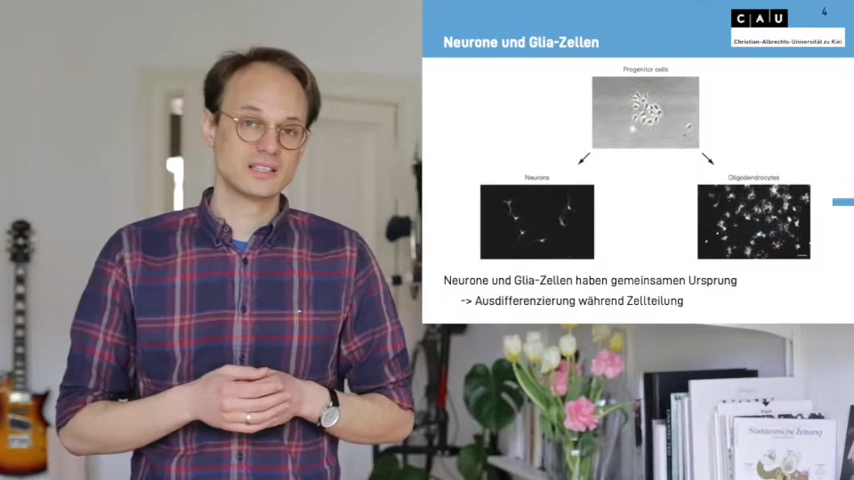 4
CAU
Christian-Albrechts-Universität zu Kiel
Neurone und Glia-Zellen
Progenitor cells
Neurons
Oligodendrocytes
Neurone und Glia-Zellen haben gemeinsamen Ursprung
-> Ausdifferenzierung während Zellteilung
Süddeutsche Zeitung